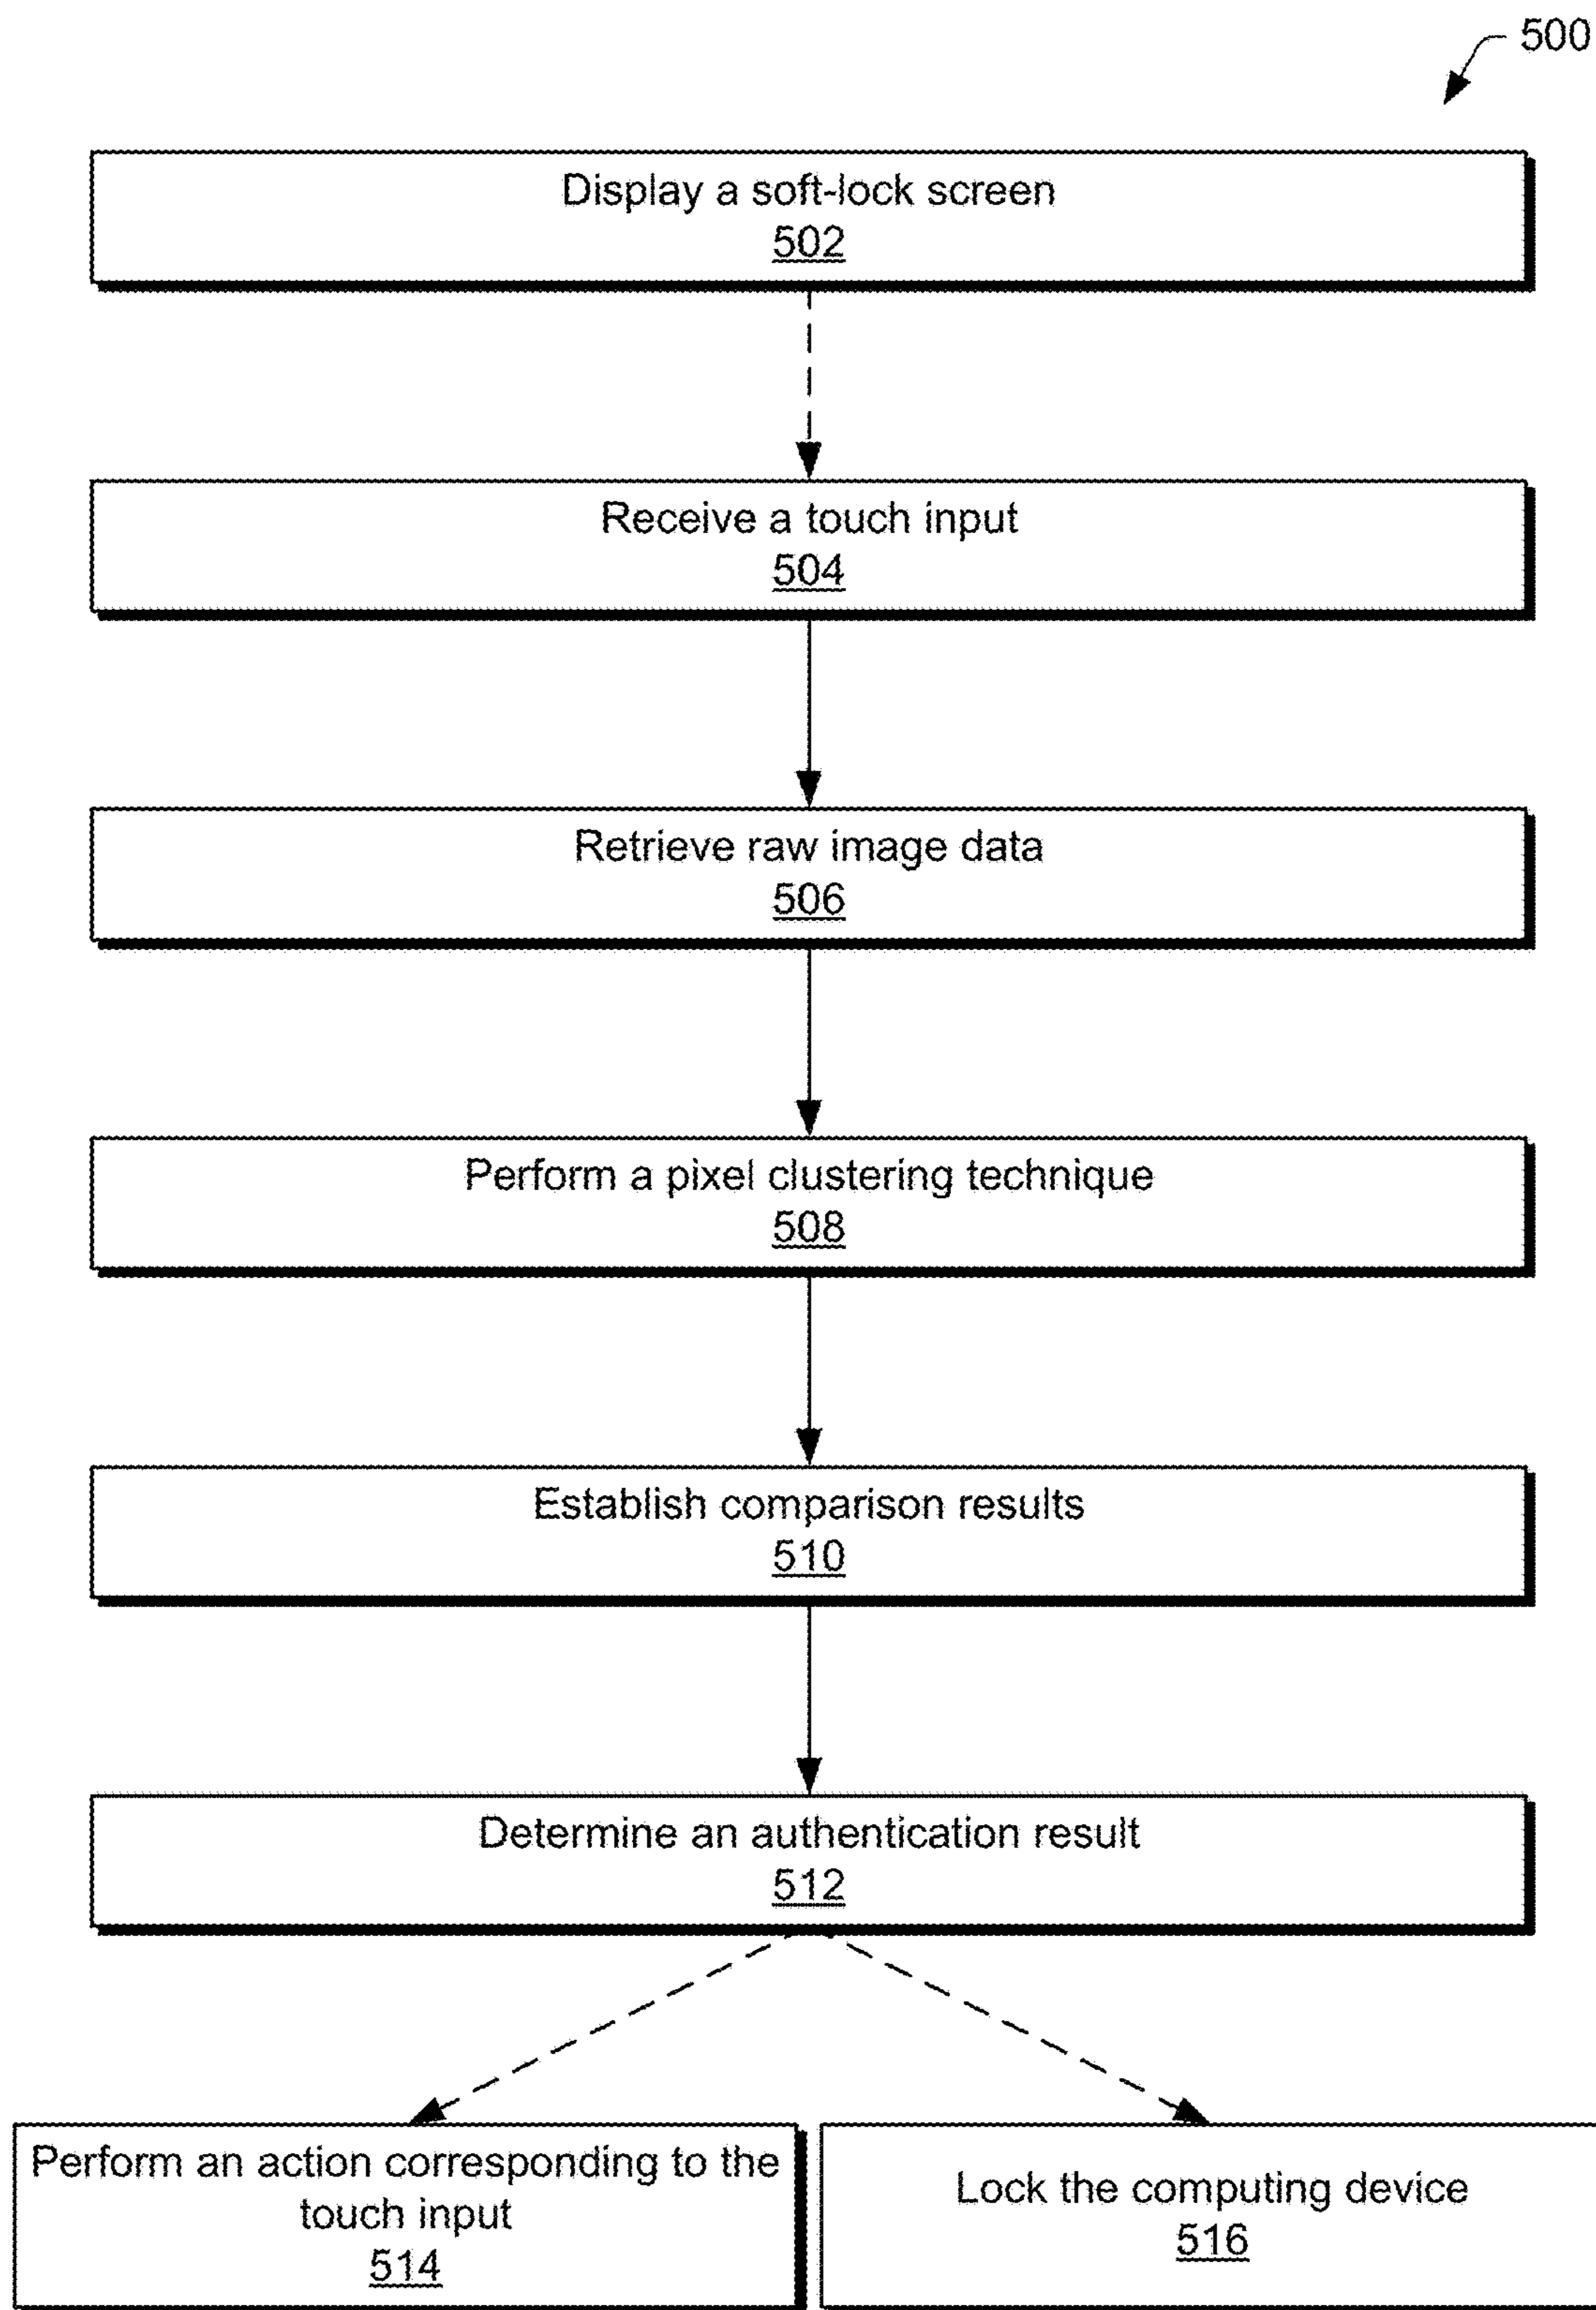 500
Display a soft-lock screen
502
Receive a touch input
504
Retrieve raw image data
506
Perform a pixel clustering technique
508
Establish comparison results
510
Determine an authentication result
512
Perform an action corresponding to the
touch input
514
Lock the computing device
516